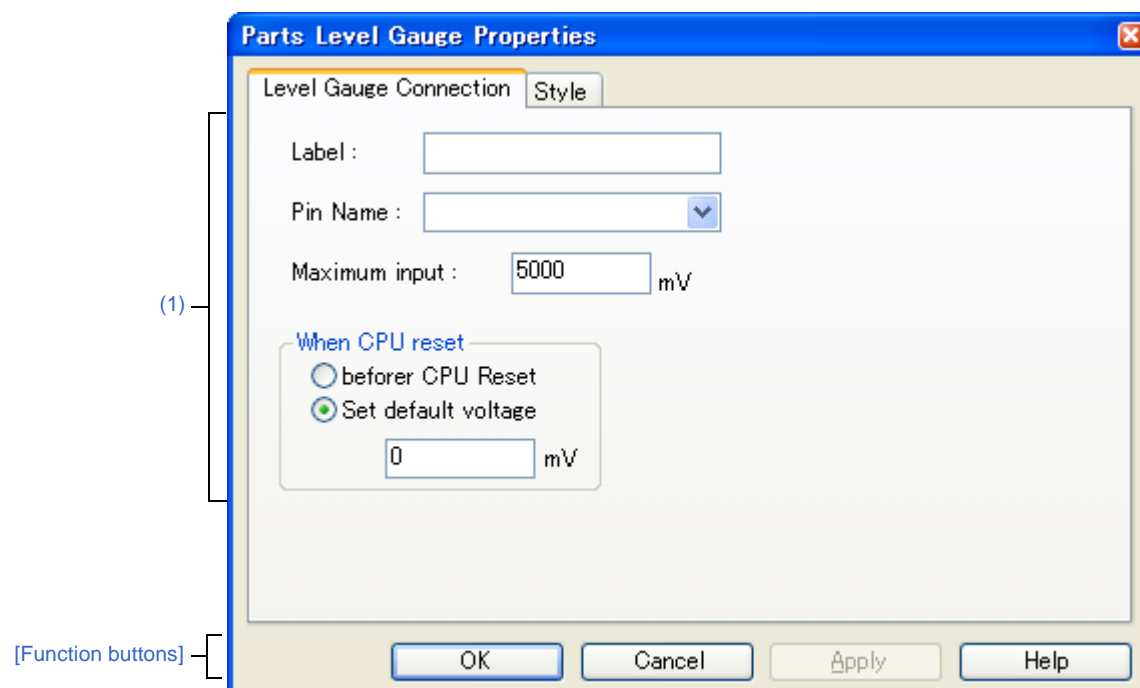 Parts Level Gauge Properties
Level Gauge Connection Style
Label :
Pin Name :
Maximum input : 5000 mV
(1)
When CPU reset
beforer CPU Reset
Set default voltage
0 mV
[Function buttons]
OK Cancel Apply Help